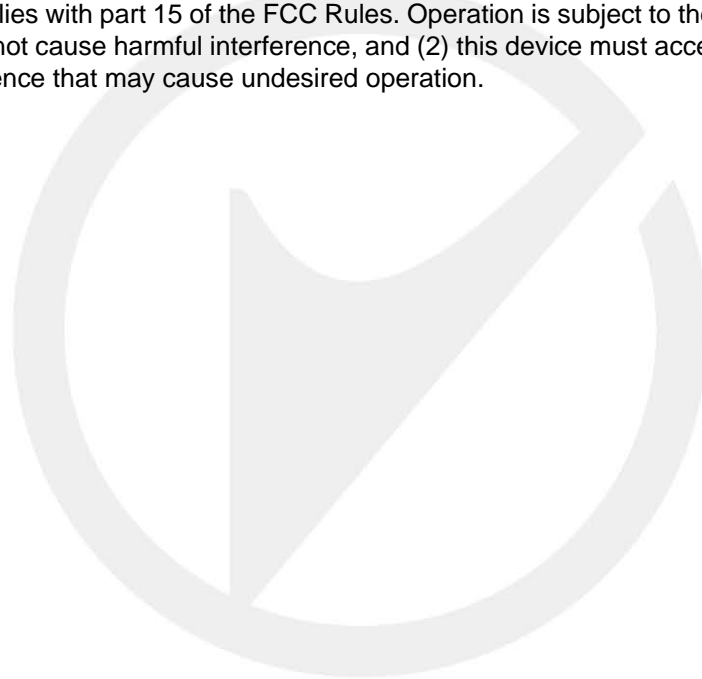 lies with part 15 of the FCC Rules. Operation is subject to the
not cause harmful interference, and (2) this device must acce
ence that may cause undesired operation.